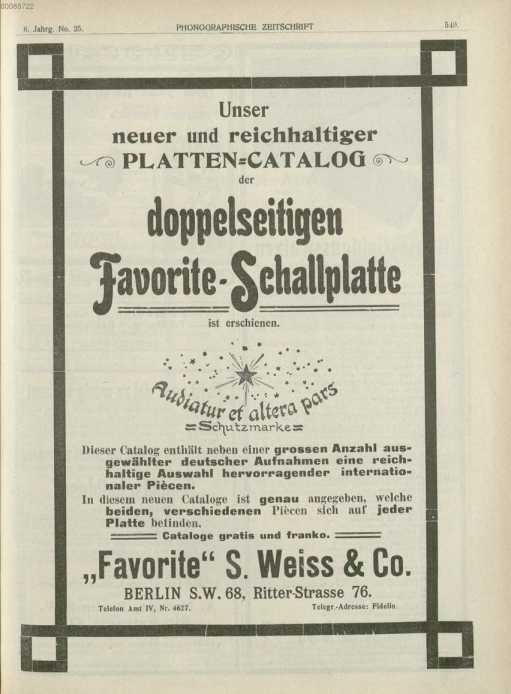 00085722
6. Jahrg. No. 35.
PHONOGRAPHISCHE ZEITSCHRIFT
549.
Unser
neuer und reichhaltiger
PLATTEN=CATALOG
der
doppelseitigen
Favorite-Schallplatte
ist erschienen.
Audiatur et altera pars
=Schutzmarke=
Dieser Catalog enthält neben einer grossen Anzahl aus-
gewählter deutscher Aufnahmen eine reich-
haltige Auswahl hervorragender internatio-
naler Piècen.
In diesem neuen Cataloge ist genau angegeben, welche
beiden, verschiedenen Piècen sich auf jeder
Platte befinden.
Cataloge gratis und franko.
„Favorite“ S. Weiss & Co.
BERLIN S.W. 68, Ritter-Strasse 76.
Telefon Amt IV, Nr. 4627.
Telegr.-Adresse: Fidelio